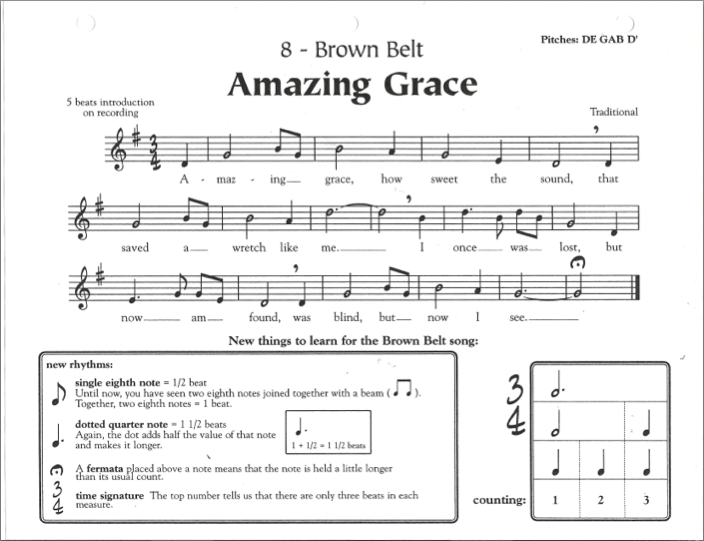 Pitches: DE GAB D'
8 - Brown Belt
Amazing Grace
5 beats introduction
on recording
Traditional
3
4
A - maz - ing grace, how sweet the sound, that
saved a wretch like me. I once was lost, but
now am found, was blind, but now I see.
New things to learn for the Brown Belt song:
new rhythms:
single eighth note = 1/2 beat
Until now, you have seen two eighth notes joined together with a beam ( ).
Together, two eighth notes = 1 beat.
dotted quarter note = 1 1/2 beats
Again, the dot adds half the value of that note
and makes it longer.
1 + 1/2 = 1 1/2 beats
A fermata placed above a note means that the note is held a little longer
than its usual count.
3
4
time signature The top number tells us that there are only three beats in each
measure.
3
4
counting: 1 2 3